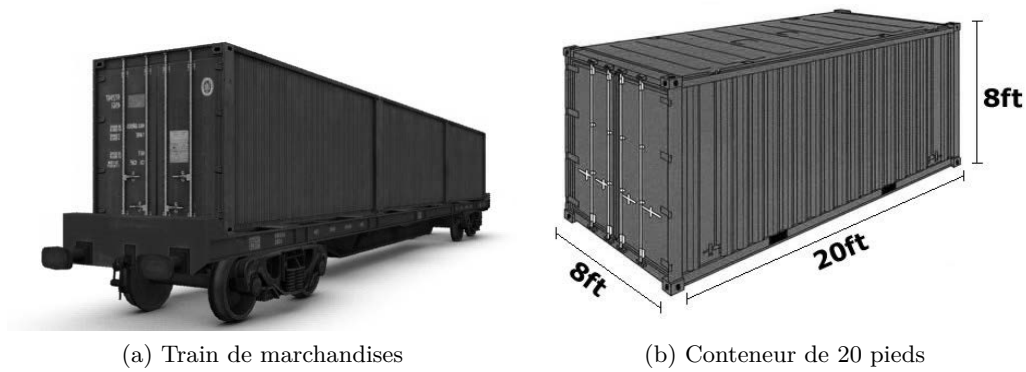 8ft
20ft
8ft
(a) Train de marchandises
(b) Conteneur de 20 pieds